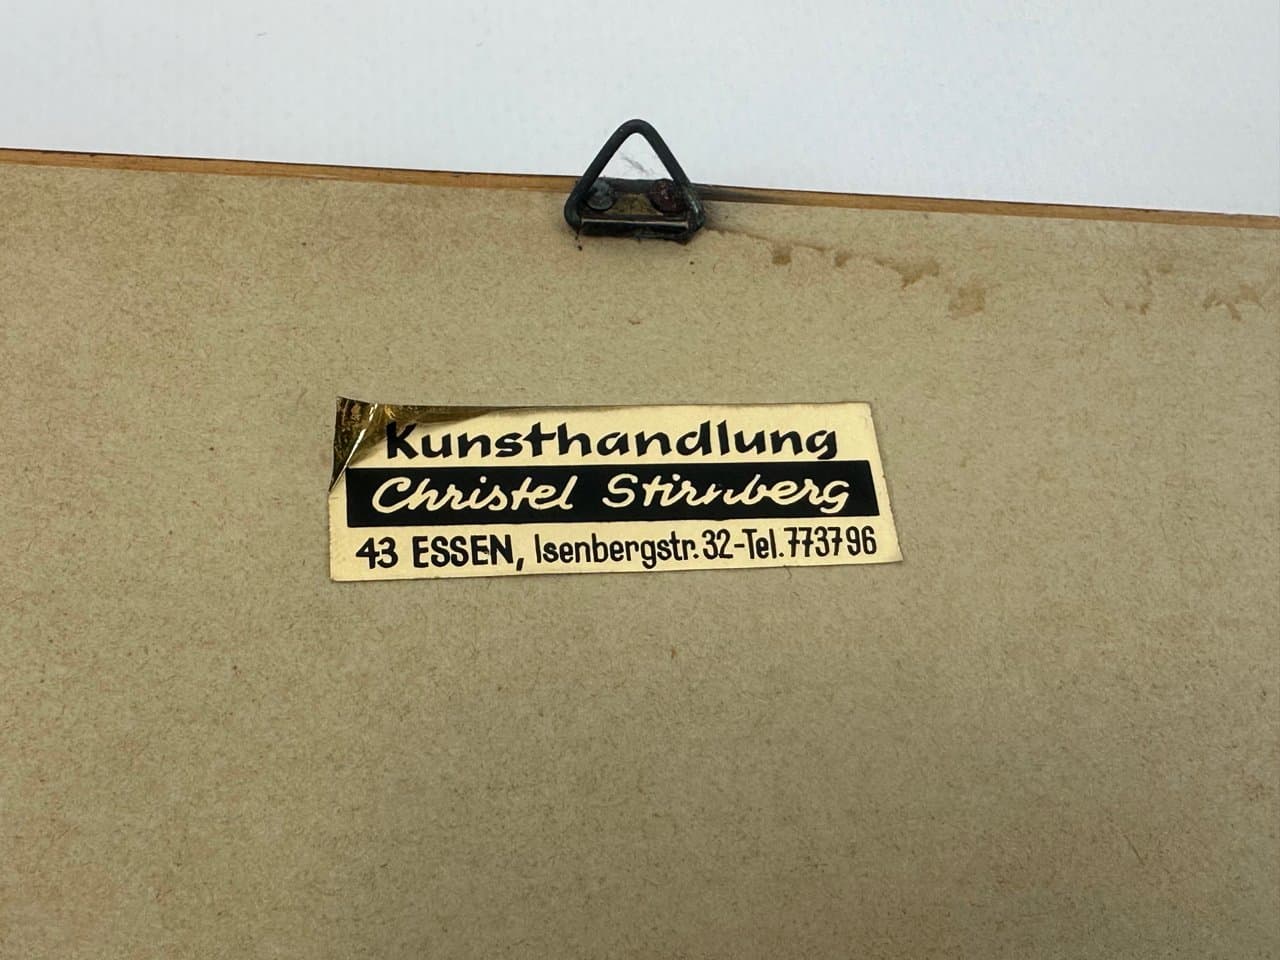 Kunsthandlung
Christel Stirnberg
43 ESSEN, Isenbergstr. 32-Tel. 773796